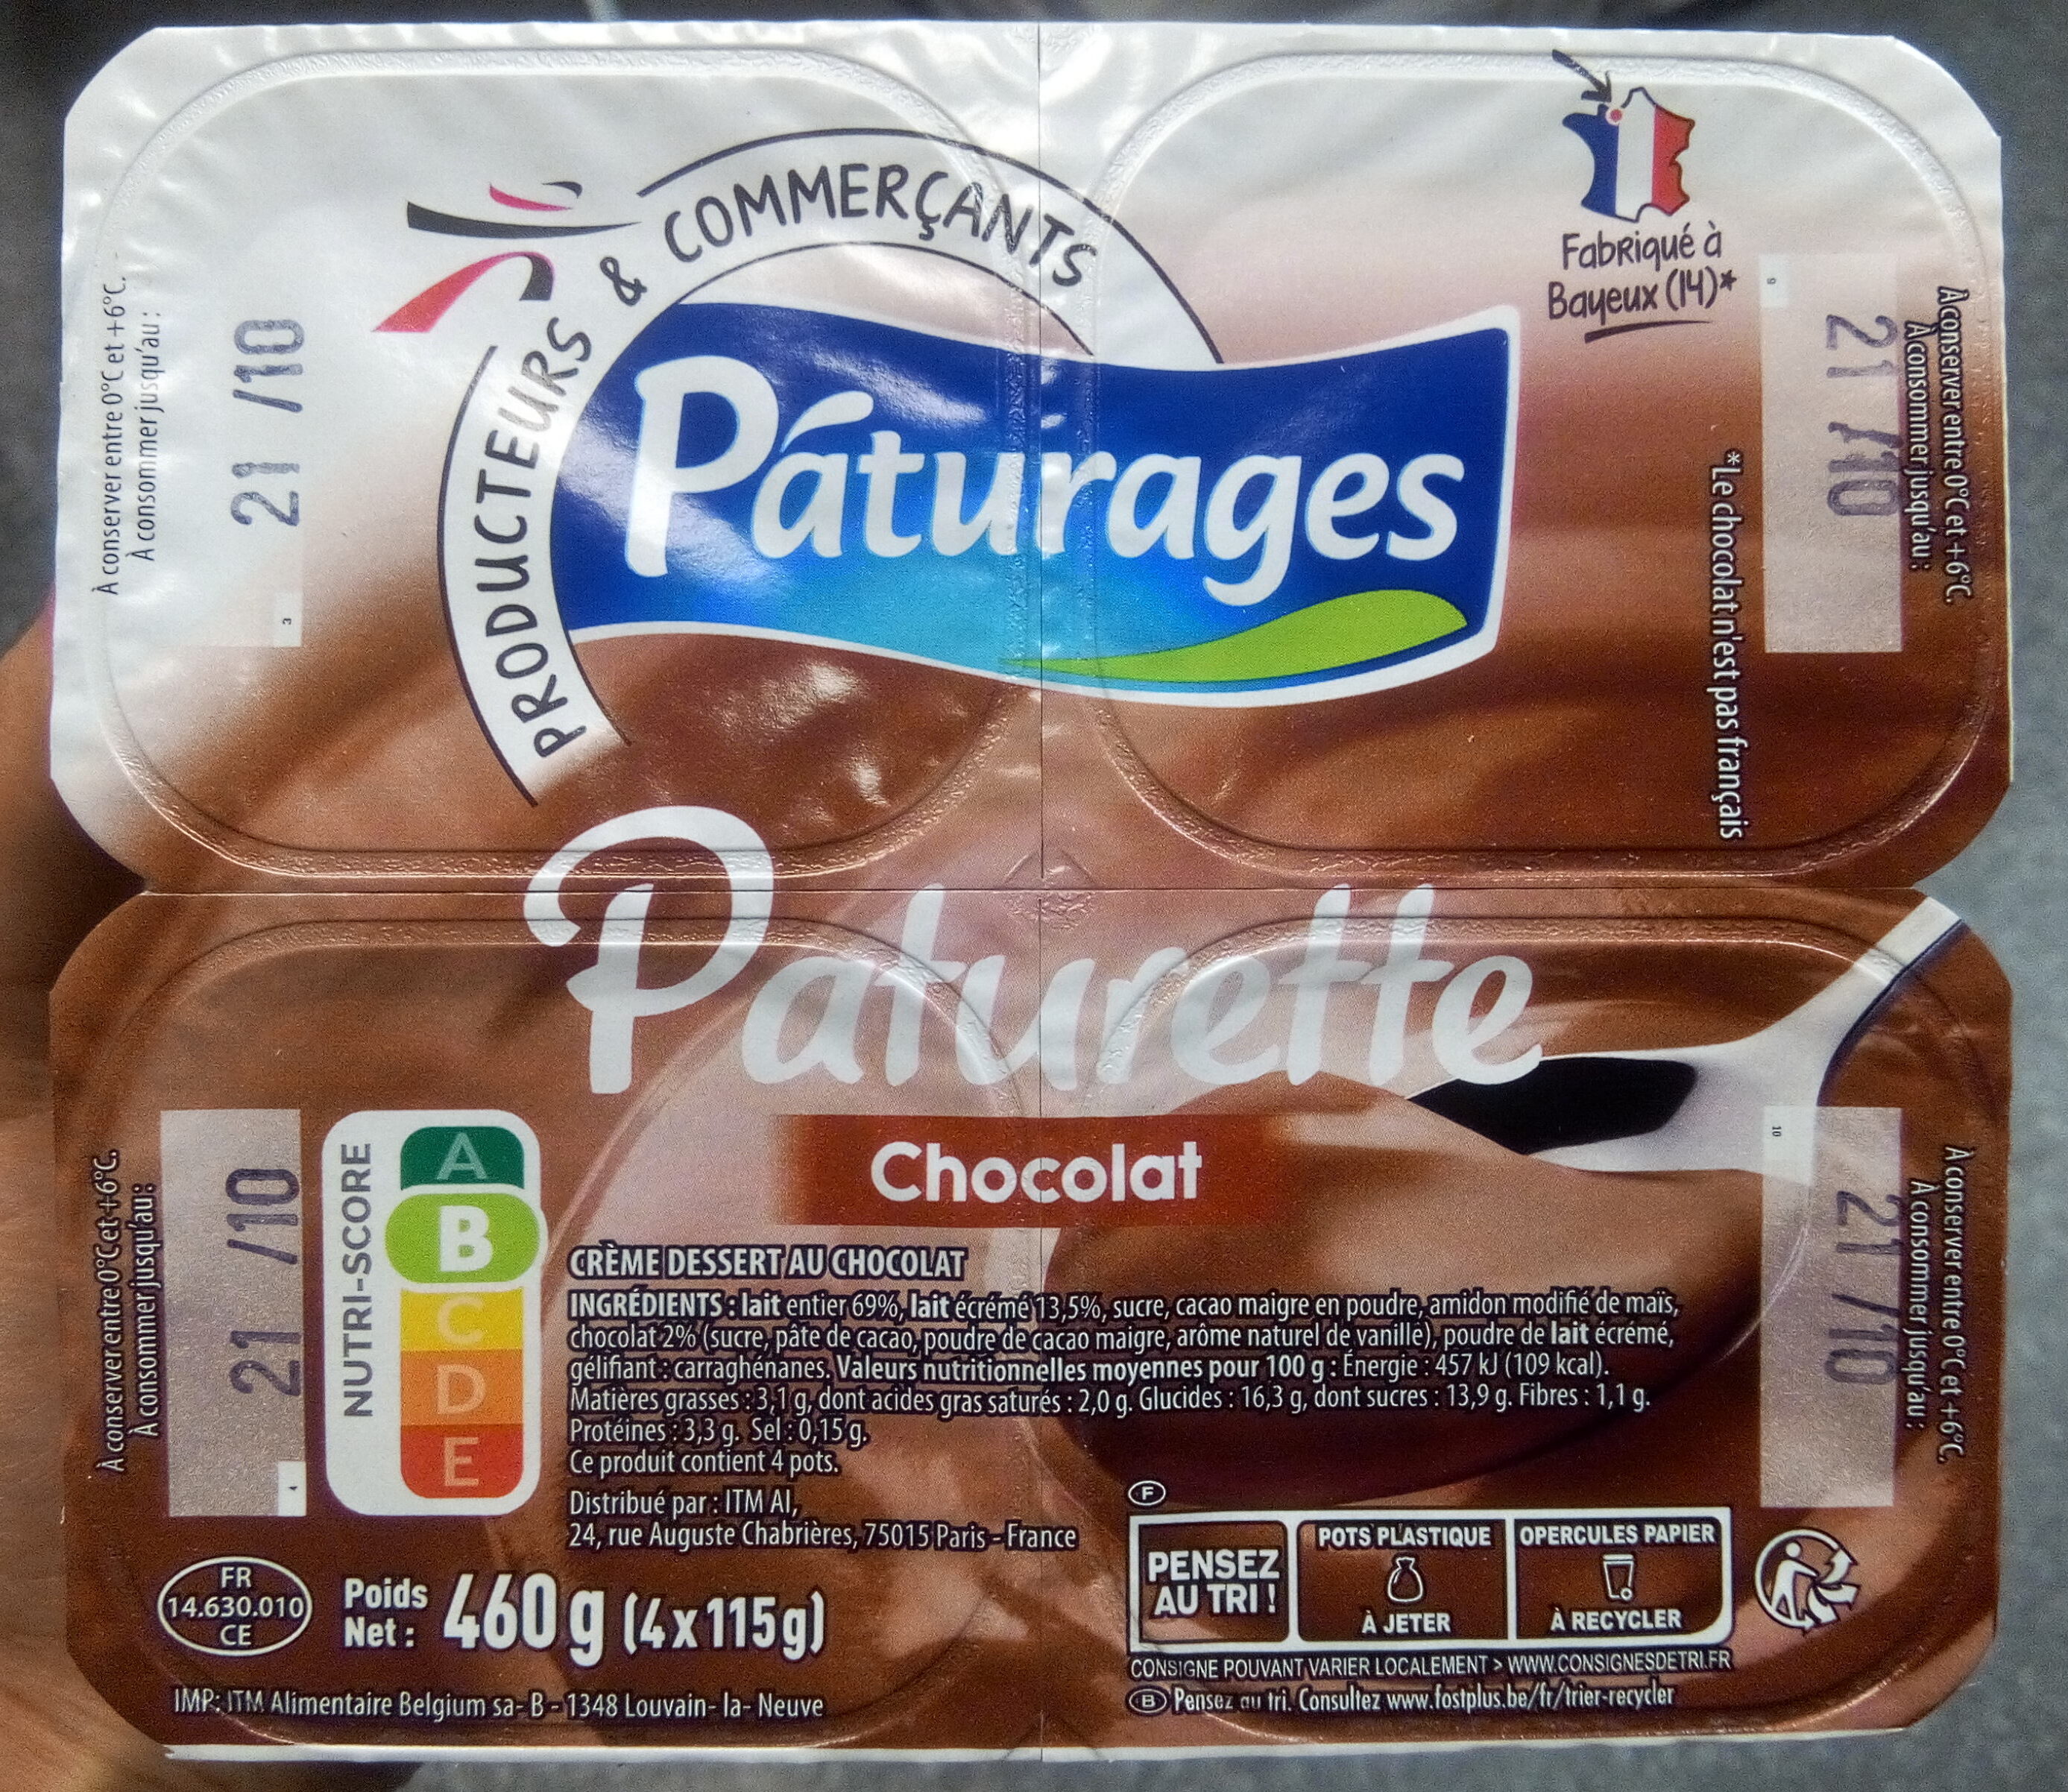 PRODUCTEURS & COMMERÇANTS
Pâturages
Fabriqué à
Bayeux (14)*
À conserver entre 0°C et +6°C.
À consommer jusqu'au :
21 /10
3
À conserver entre 0°C et +6°C.
À consommer jusqu'au :
21 /10
9
*Le chocolat n'est pas français
Paturette
Chocolat
À conserver entre 0°C et +6°C.
À consommer jusqu'au :
21 /10
4
À conserver entre 0°C et +6°C.
À consommer jusqu'au :
21 /10
10
NUTRI-SCORE
A
B
C
D
E
CRÈME DESSERT AU CHOCOLAT
INGRÉDIENTS : lait entier 69%, lait écrémé 13,5%, sucre, cacao maigre en poudre, amidon modifié de maïs,
chocolat 2% (sucre, pâte de cacao, poudre de cacao maigre, arôme naturel de vanille), poudre de lait écrémé,
gélifiant : carraghénanes. Valeurs nutritionnelles moyennes pour 100 g : Énergie : 457 kJ (109 kcal).
Matières grasses : 3,1 g, dont acides gras saturés : 2,0 g. Glucides : 16,3 g, dont sucres : 13,9 g. Fibres : 1,1 g.
Protéines : 3,3 g. Sel : 0,15 g.
Ce produit contient 4 pots.
Distribué par : ITM AI,
24, rue Auguste Chabrières, 75015 Paris - France
FR
14.630.010
CE
Poids
Net :
460 g (4x115g)
IMP: ITM Alimentaire Belgium sa- B - 1348 Louvain- la- Neuve
F
PENSEZ
AU TRI !
POTS PLASTIQUE
À JETER
OPERCULES PAPIER
À RECYCLER
CONSIGNE POUVANT VARIER LOCALEMENT > WWW.CONSIGNESDETRI.FR
B Pensez au tri. Consultez www.fostplus.be/fr/trier-recycler